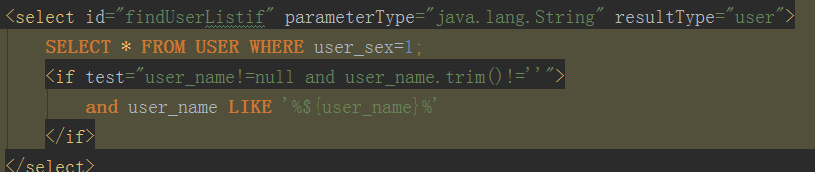 <select id="findUserListif" parameterType="java.lang.String" resultType="user">
SELECT * FROM USER WHERE user_sex=1;
<if test="user_name!=null and user_name.trim()!=''">
and user_name LIKE '%${user_name}%'
</if>
</select>